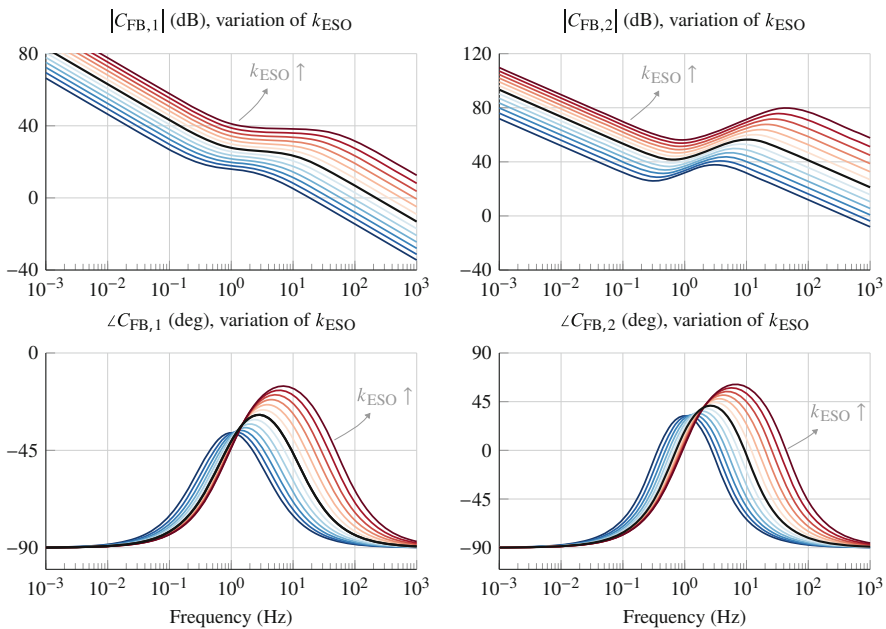 |C_FB,1| (dB), variation of k_ESO
80
40
0
−40
k_ESO ↑
10^−3 10^−2 10^−1 10^0 10^1 10^2 10^3
|C_FB,2| (dB), variation of k_ESO
120
80
40
0
−40
k_ESO ↑
10^−3 10^−2 10^−1 10^0 10^1 10^2 10^3
∠C_FB,1 (deg), variation of k_ESO
0
−45
−90
k_ESO ↑
10^−3 10^−2 10^−1 10^0 10^1 10^2 10^3
Frequency (Hz)
∠C_FB,2 (deg), variation of k_ESO
90
45
0
−45
−90
k_ESO ↑
10^−3 10^−2 10^−1 10^0 10^1 10^2 10^3
Frequency (Hz)